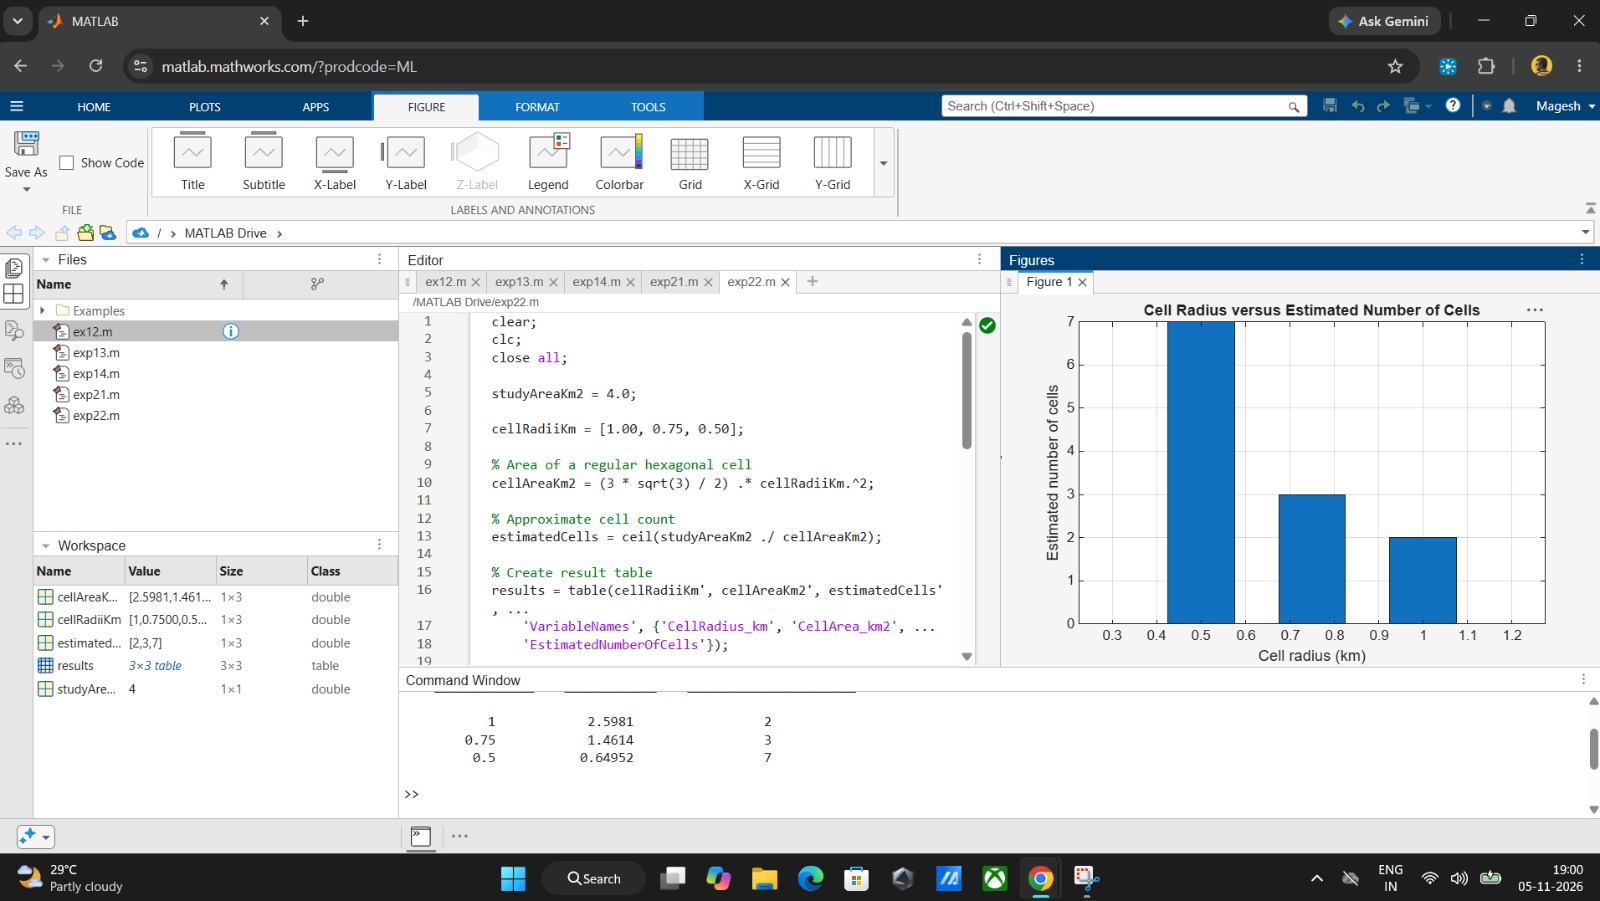 MATLAB
Ask Gemini
matlab.mathworks.com/?prodcode=ML
HOME
PLOTS
APPS
FIGURE
FORMAT
TOOLS
Search (Ctrl+Shift+Space)
Magesh
Save As
Show Code
FILE
Title
Subtitle
X-Label
Y-Label
Z-Label
Legend
Colorbar
Grid
X-Grid
Y-Grid
LABELS AND ANNOTATIONS
/ > MATLAB Drive >
Files
Name
Examples
ex12.m
exp13.m
exp14.m
exp21.m
exp22.m
Workspace
Name Value Size Class
cellAreaK... [2.5981,1.461... 1×3 double
cellRadiiKm [1,0.7500,0.5... 1×3 double
estimated... [2,3,7] 1×3 double
results 3×3 table 3×3 table
studyAre... 4 1×1 double
Editor
ex12.m exp13.m exp14.m exp21.m exp22.m
/MATLAB Drive/exp22.m
1 clear;
2 clc;
3 close all;
4
5 studyAreaKm2 = 4.0;
6
7 cellRadiiKm = [1.00, 0.75, 0.50];
8
9 % Area of a regular hexagonal cell
10 cellAreaKm2 = (3 * sqrt(3) / 2) .* cellRadiiKm.^2;
11
12 % Approximate cell count
13 estimatedCells = ceil(studyAreaKm2 ./ cellAreaKm2);
14
15 % Create result table
16 results = table(cellRadiiKm', cellAreaKm2', estimatedCells'
, ...
17 'VariableNames', {'CellRadius_km', 'CellArea_km2', ...
18 'EstimatedNumberOfCells'});
19
Figures
Figure 1
Cell Radius versus Estimated Number of Cells
Estimated number of cells
7
6
5
4
3
2
1
0
0.3 0.4 0.5 0.6 0.7 0.8 0.9 1 1.1 1.2
Cell radius (km)
Command Window
1 2.5981 2
0.75 1.4614 3
0.5 0.64952 7
>>
29°C
Partly cloudy
Search
ENG
IN
19:00
05-11-2026